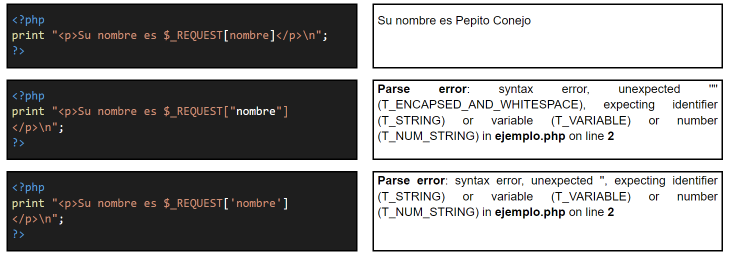 <?php
print "<p>Su nombre es $_REQUEST[nombre]</p>\n";
?>
Su nombre es Pepito Conejo
<?php
print "<p>Su nombre es $_REQUEST["nombre"]
</p>\n";
?>
Parse error: syntax error, unexpected '"'
(T_ENCAPSED_AND_WHITESPACE), expecting identifier
(T_STRING) or variable (T_VARIABLE) or number
(T_NUM_STRING) in ejemplo.php on line 2
<?php
print "<p>Su nombre es $_REQUEST['nombre']
</p>\n";
?>
Parse error: syntax error, unexpected '', expecting identifier
(T_STRING) or variable (T_VARIABLE) or number
(T_NUM_STRING) in ejemplo.php on line 2